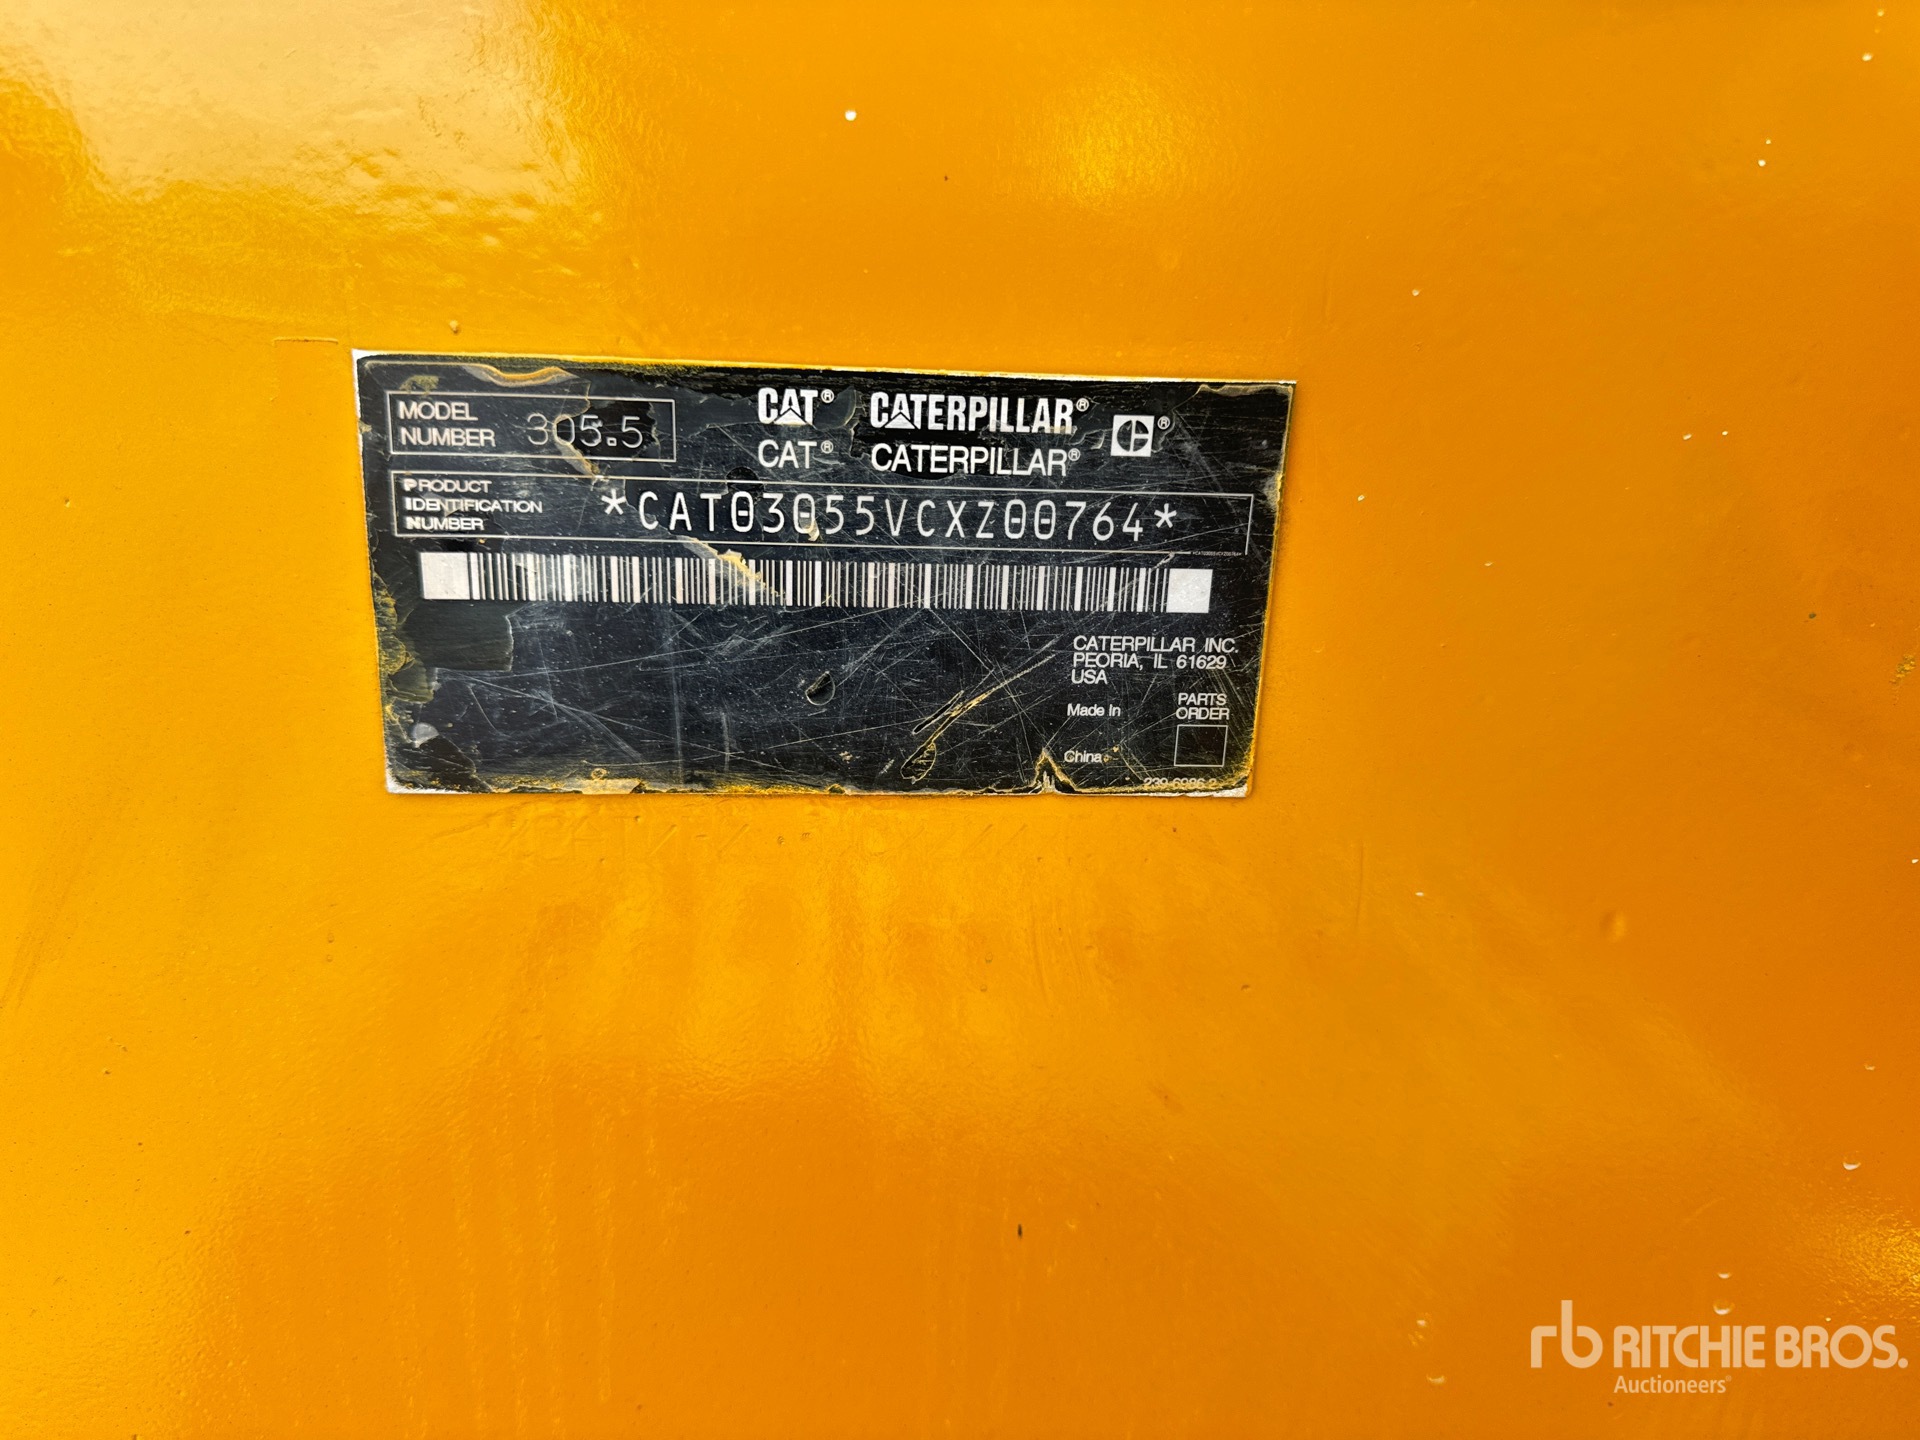 MODEL
NUMBER 305.5
CAT® CATERPILLAR®
CAT® CATERPILLAR®
PRODUCT
IDENTIFICATION
NUMBER
*CAT03055VCXZ00764*
CATERPILLAR INC.
PEORIA, IL 61629
USA
Made In
China
PARTS
ORDER
rb RITCHIE BROS.
Auctioneers